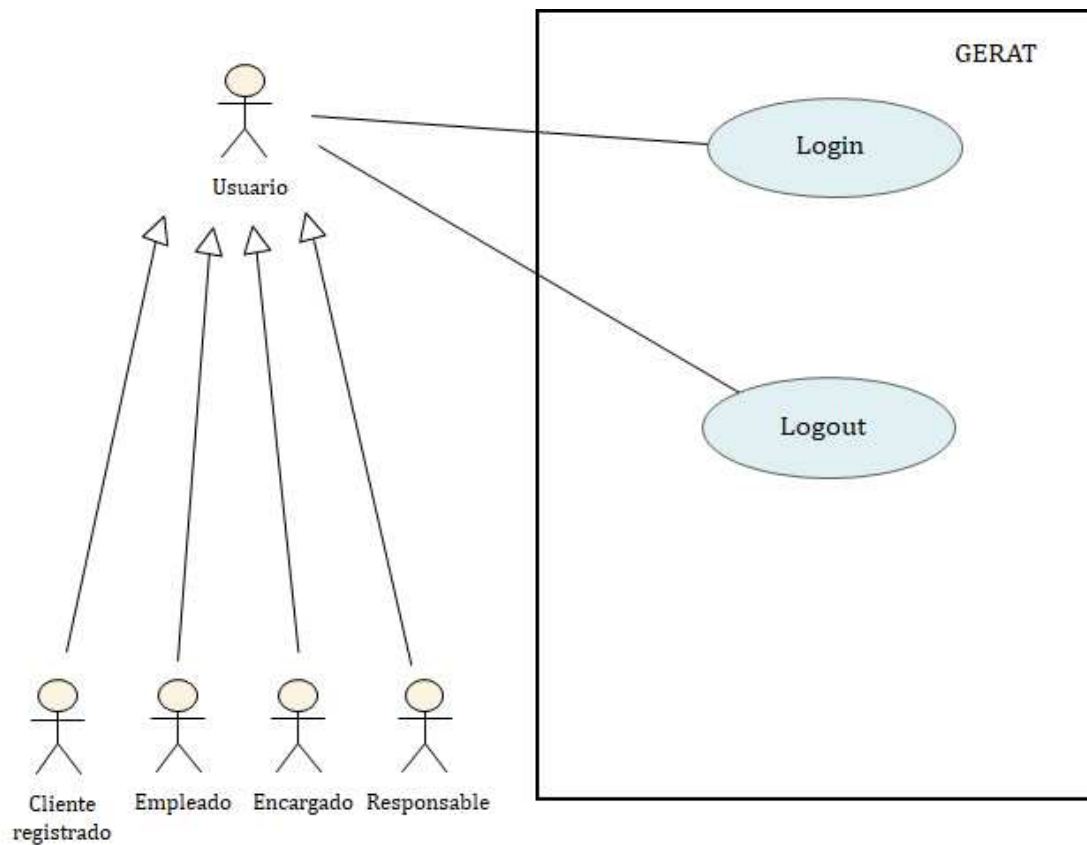 GERAT
Login
Usuario
Logout
Cliente
registrado
Empleado
Encargado
Responsable